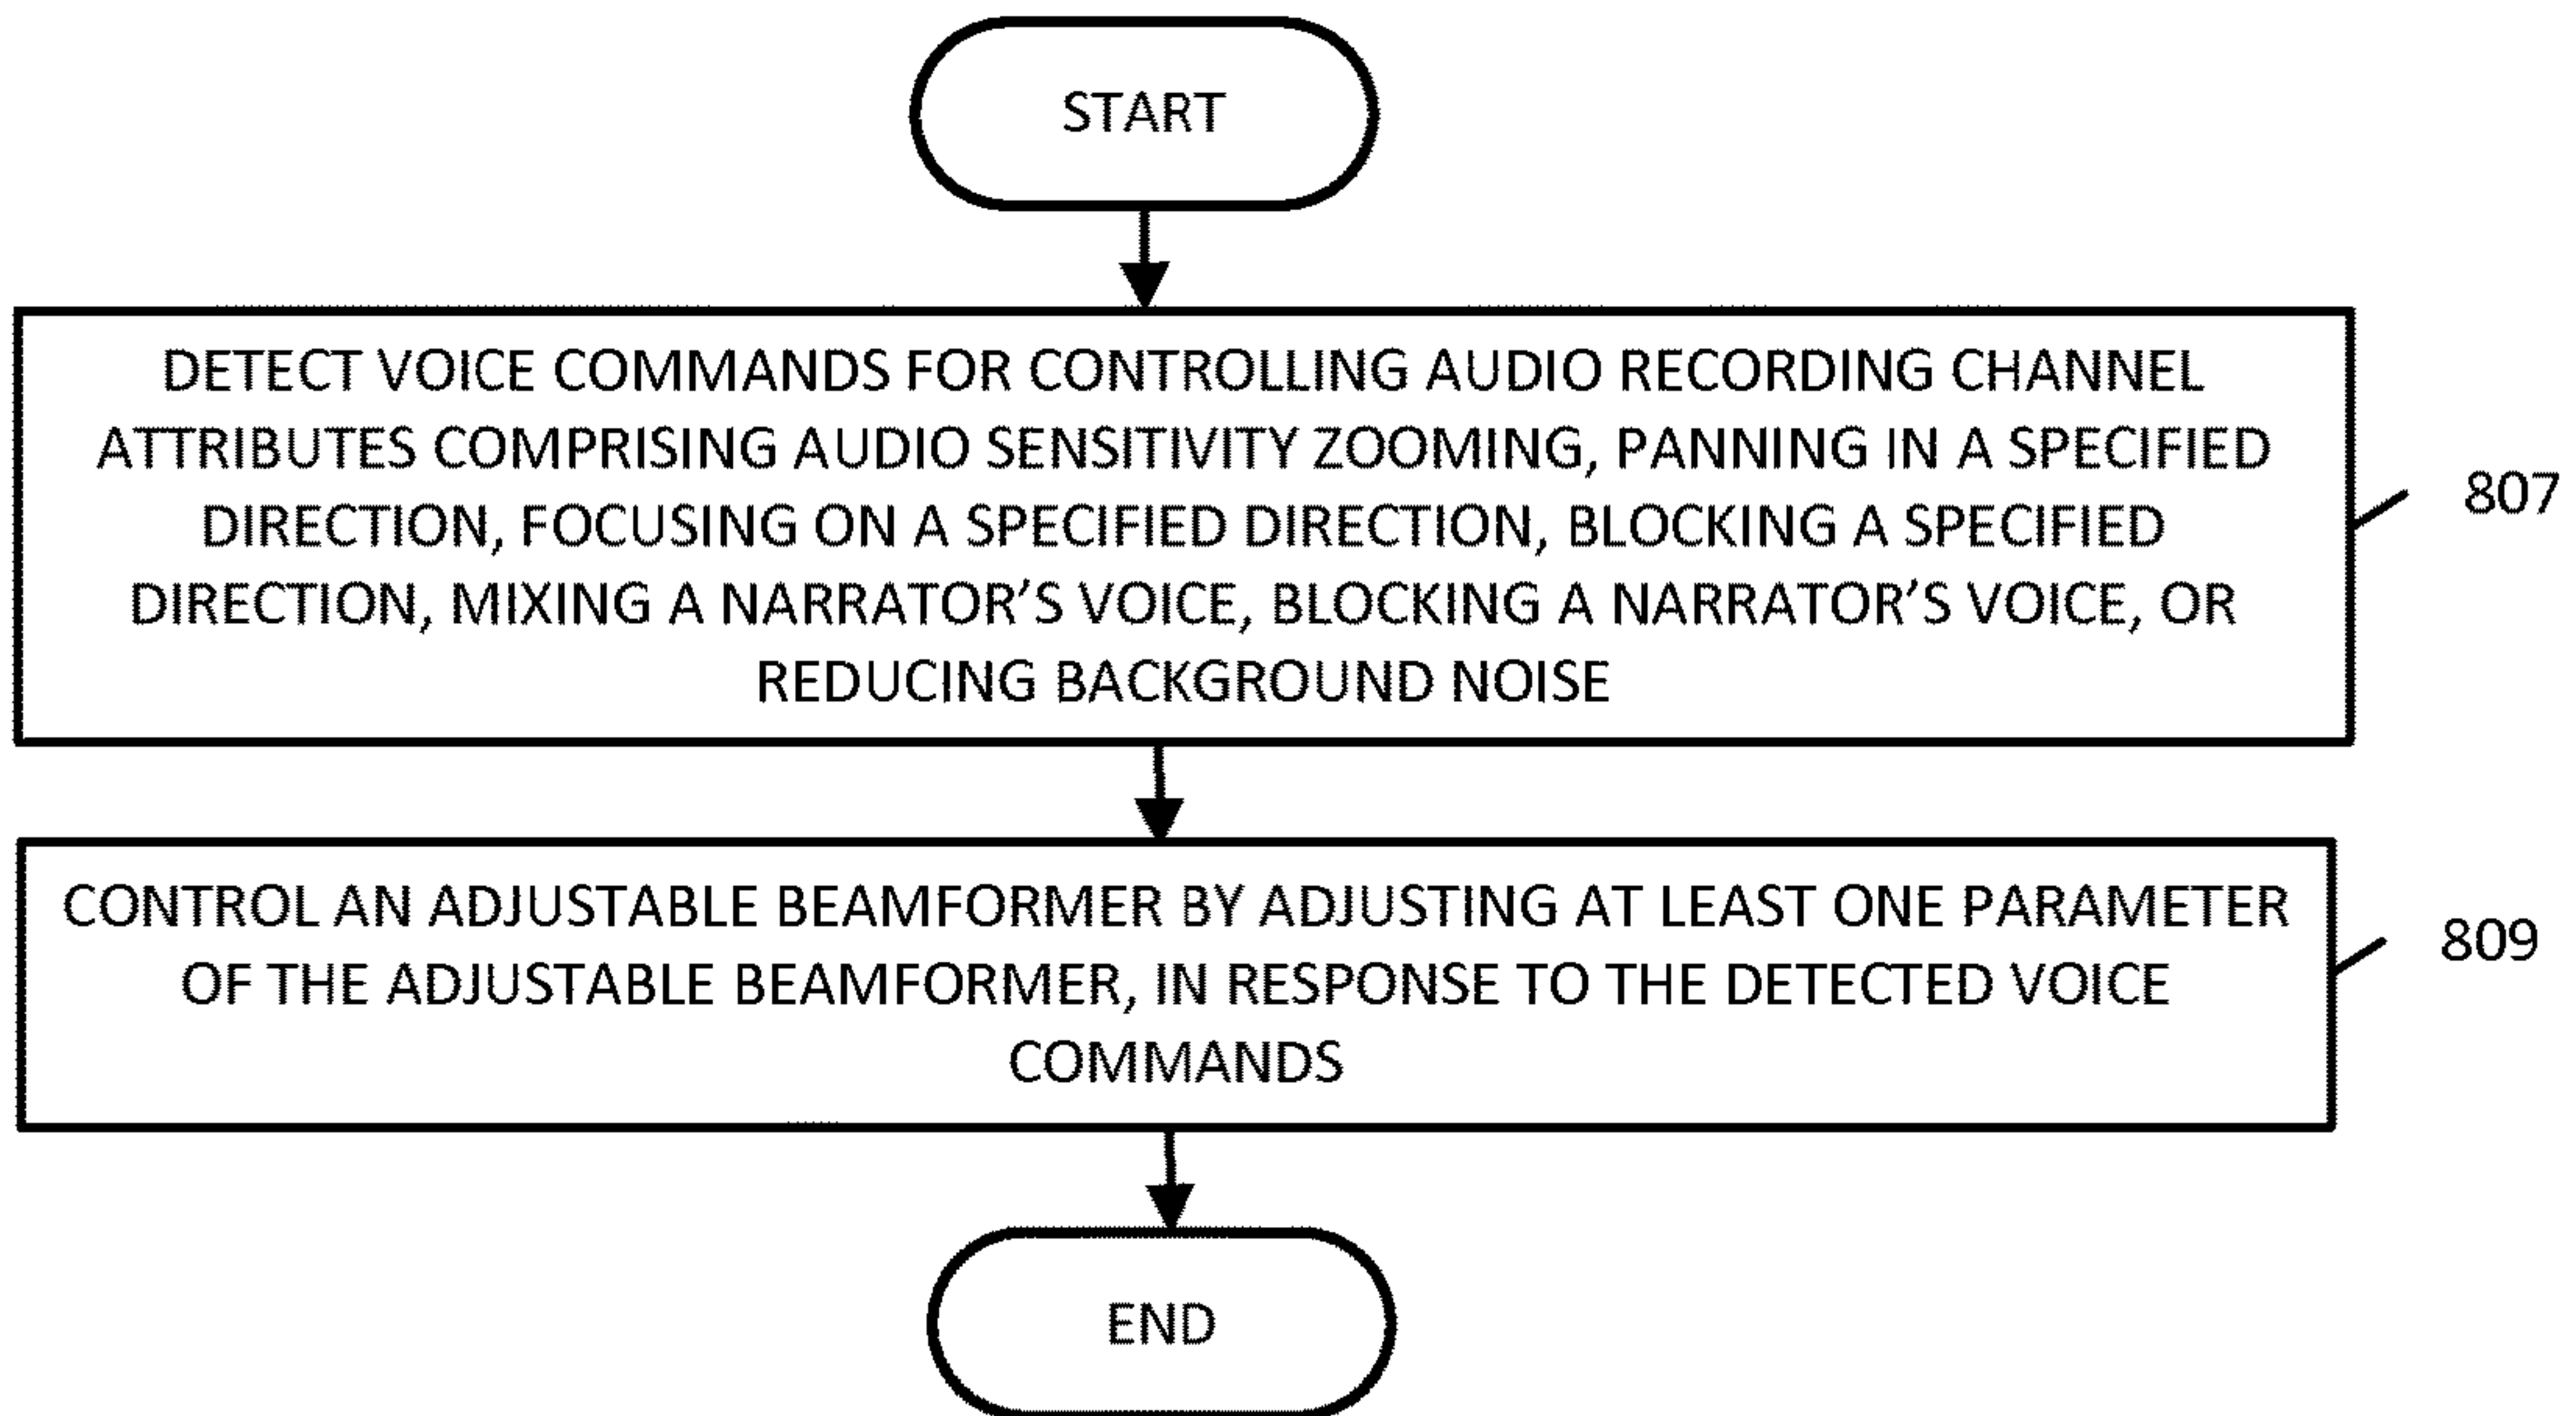 START
DETECT VOICE COMMANDS FOR CONTROLLING AUDIO RECORDING CHANNEL
ATTRIBUTES COMPRISING AUDIO SENSITIVITY ZOOMING, PANNING IN A SPECIFIED
DIRECTION, FOCUSING ON A SPECIFIED DIRECTION, BLOCKING A SPECIFIED
DIRECTION, MIXING A NARRATOR’S VOICE, BLOCKING A NARRATOR’S VOICE, OR
REDUCING BACKGROUND NOISE
807
CONTROL AN ADJUSTABLE BEAMFORMER BY ADJUSTING AT LEAST ONE PARAMETER
OF THE ADJUSTABLE BEAMFORMER, IN RESPONSE TO THE DETECTED VOICE
COMMANDS
809
END